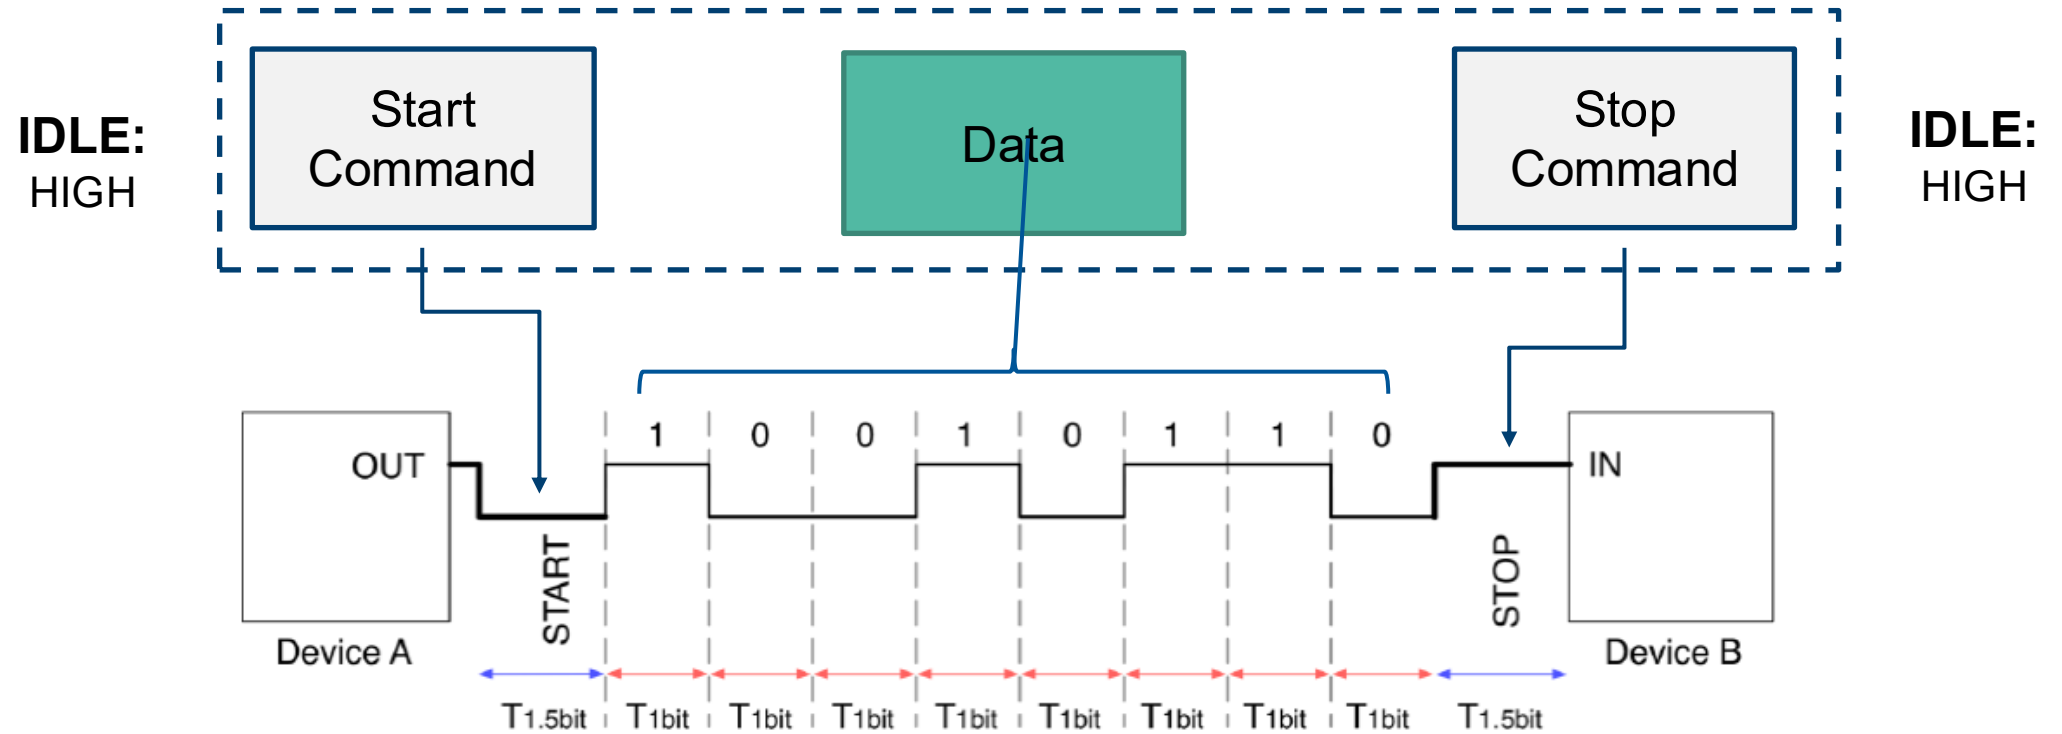 Start
Command
Data
Stop
Command
IDLE:
HIGH
IDLE:
HIGH
1 0 0 1 0 1 1 0
OUT
IN
START
STOP
Device A
Device B
T1.5bit T1bit T1bit T1bit T1bit T1bit T1bit T1bit T1bit T1.5bit